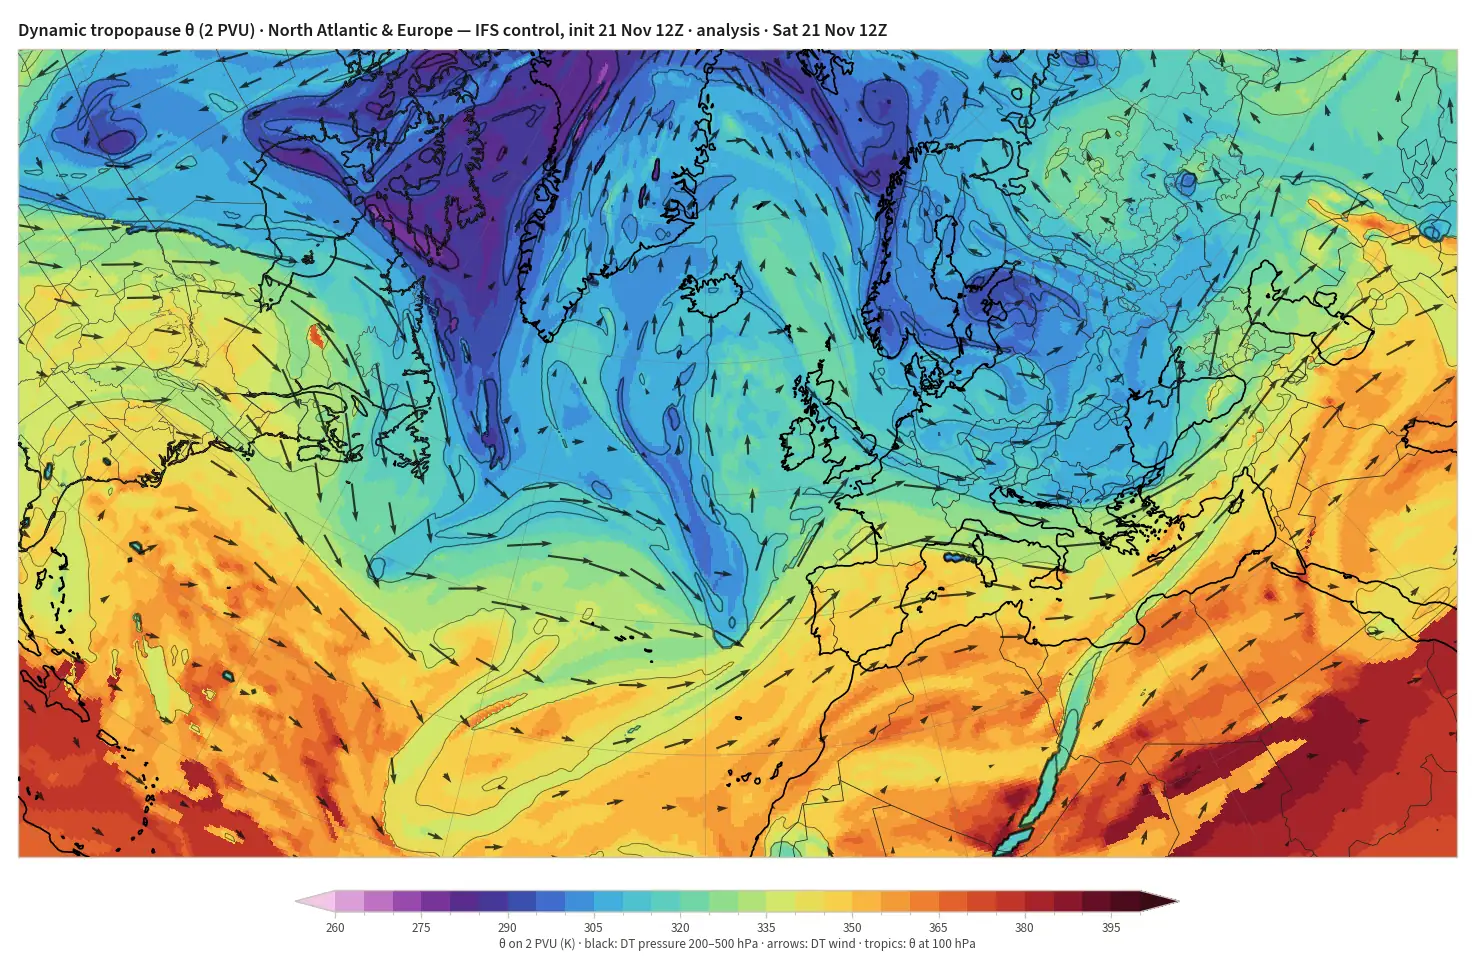 Dynamic tropopause θ (2 PVU) · North Atlantic & Europe — IFS control, init 21 Nov 12Z · analysis · Sat 21 Nov 12Z
260 275 290 305 320 335 350 365 380 395
θ on 2 PVU (K) · black: DT pressure 200–500 hPa · arrows: DT wind · tropics: θ at 100 hPa